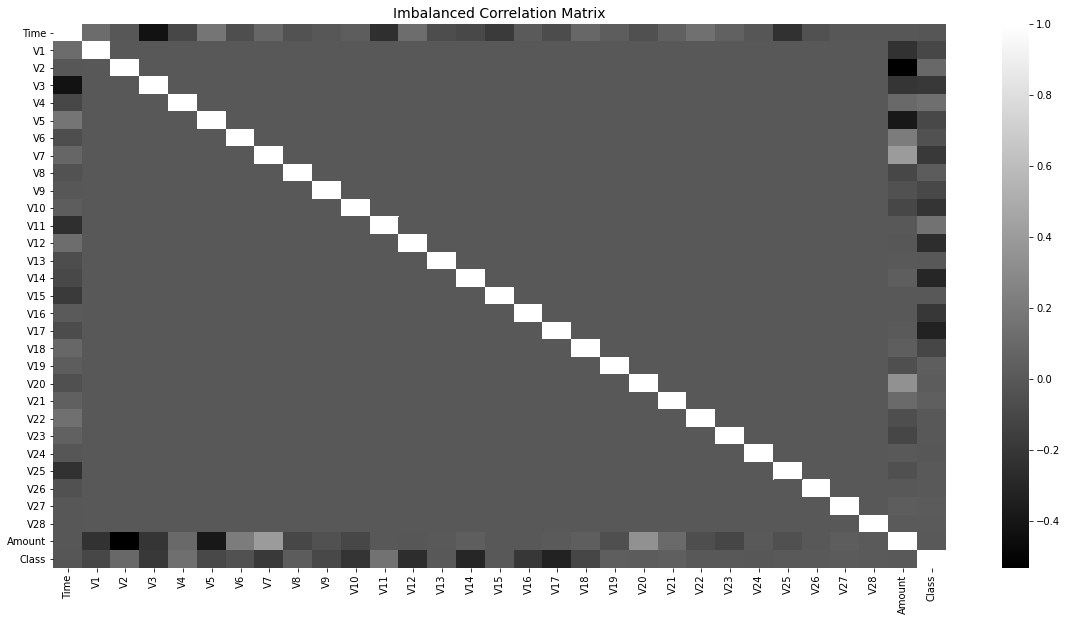 Imbalanced Correlation Matrix
Time
V1
V2
V3
V4
V5
V6
V7
V8
V9
V10
V11
V12
V13
V14
V15
V16
V17
V18
V19
V20
V21
V22
V23
V24
V25
V26
V27
V28
Amount
Class
Time V1 V2 V3 V4 V5 V6 V7 V8 V9 V10 V11 V12 V13 V14 V15 V16 V17 V18 V19 V20 V21 V22 V23 V24 V25 V26 V27 V28 Amount Class
1.0
0.8
0.6
0.4
0.2
0.0
−0.2
−0.4